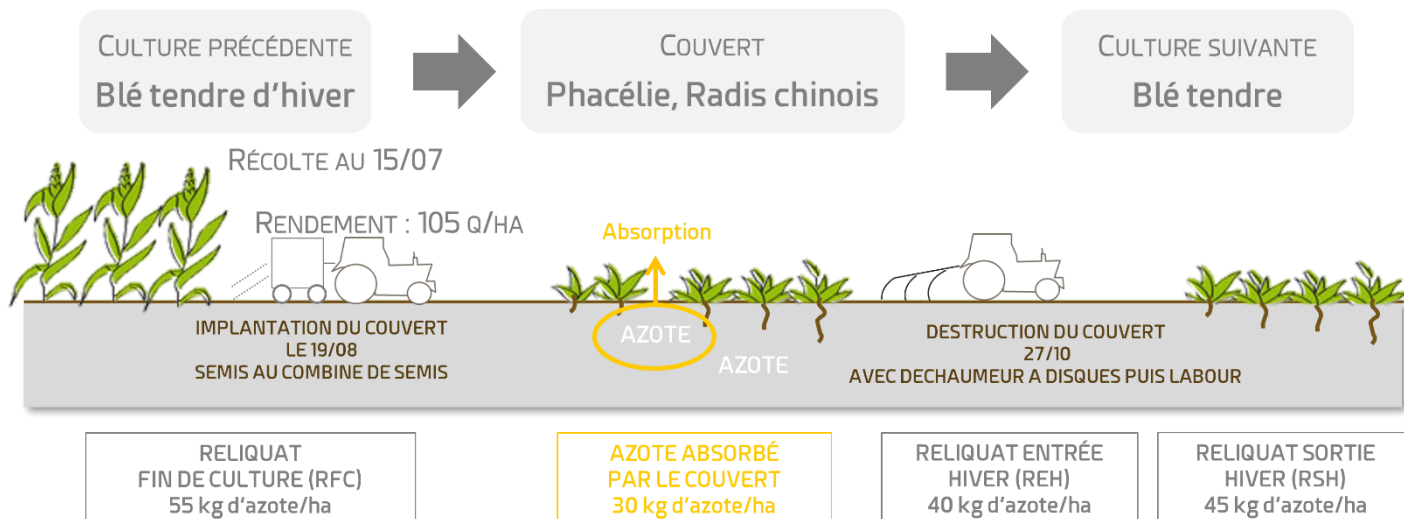 CULTURE PRÉCÉDENTE
Blé tendre d'hiver
COUVERT
Phacélie, Radis chinois
CULTURE SUIVANTE
Blé tendre
RÉCOLTE AU 15/07
RENDEMENT : 105 Q/HA
Absorption
IMPLANTATION DU COUVERT
LE 19/08
SEMIS AU COMBINE DE SEMIS
AZOTE
AZOTE
DESTRUCTION DU COUVERT
27/10
AVEC DECHAUMEUR A DISQUES PUIS LABOUR
RELIQUAT
FIN DE CULTURE (RFC)
55 kg d'azote/ha
AZOTE ABSORBÉ
PAR LE COUVERT
30 kg d'azote/ha
RELIQUAT ENTRÉE
HIVER (REH)
40 kg d'azote/ha
RELIQUAT SORTIE
HIVER (RSH)
45 kg d'azote/ha